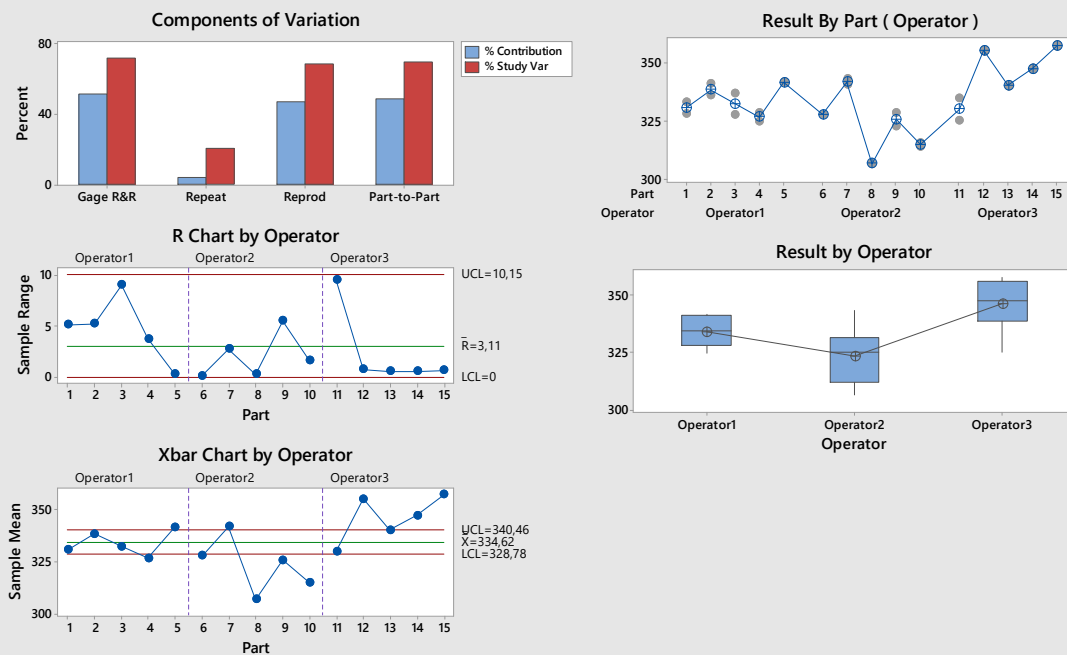 Components of Variation
80
40
0
Percent
Gage R&R Repeat Reprod Part-to-Part
% Contribution
% Study Var
R Chart by Operator
Operator1 Operator2 Operator3
10
5
0
Sample Range
UCL=10,15
R=3,11
LCL=0
1 2 3 4 5 6 7 8 9 10 11 12 13 14 15
Part
Xbar Chart by Operator
Operator1 Operator2 Operator3
350
325
300
Sample Mean
UCL=340,46
X=334,62
LCL=328,78
1 2 3 4 5 6 7 8 9 10 11 12 13 14 15
Part
Result By Part ( Operator )
350
325
300
Part 1 2 3 4 5 6 7 8 9 10 11 12 13 14 15
Operator Operator1 Operator2 Operator3
Result by Operator
350
325
300
Operator1 Operator2 Operator3
Operator